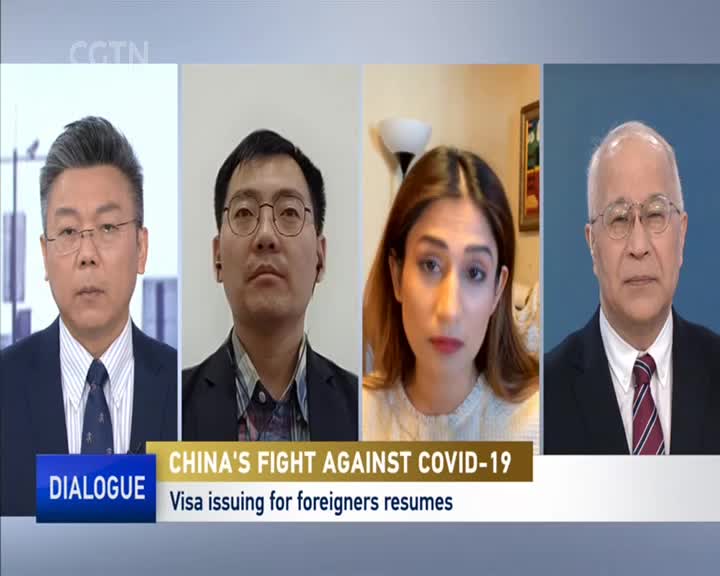 CGTN
CHINA'S FIGHT AGAINST COVID-19
DIALOGUE
Visa issuing for foreigners resumes